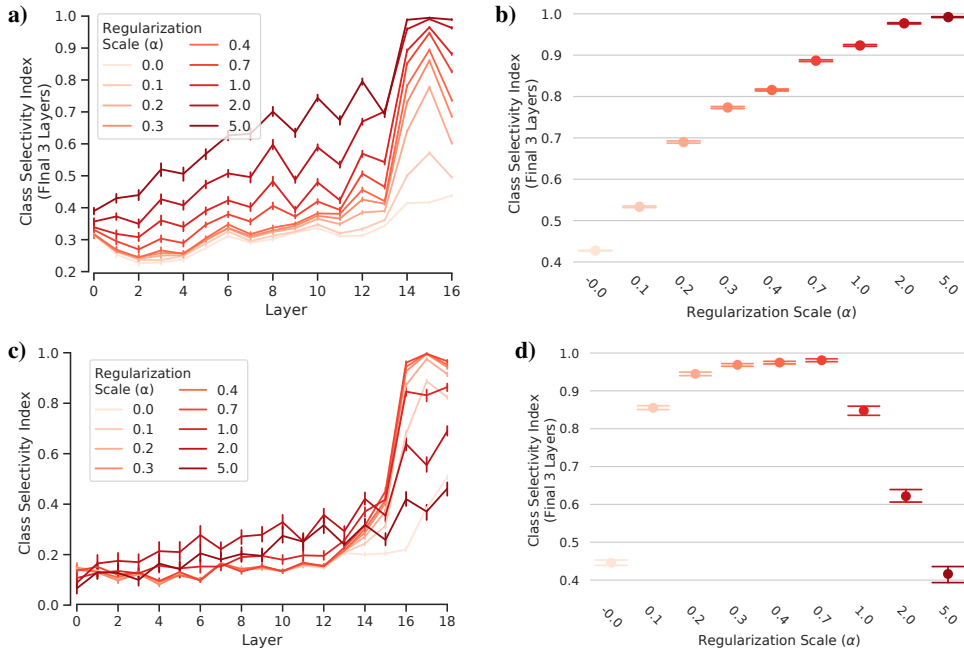 a)
Class Selectivity Index
(FInal 3 Layers)
1.0
0.9
0.8
0.7
0.6
0.5
0.4
0.3
0.2
Regularization
Scale (α)
0.0
0.1
0.2
0.3
0.4
0.7
1.0
2.0
5.0
0 2 4 6 8 10 12 14 16
Layer
b)
Class Selectivity Index
(Final 3 Layers)
1.0
0.9
0.8
0.7
0.6
0.5
0.4
-0.0 0.1 0.2 0.3 0.4 0.7 1.0 2.0 5.0
Regularization Scale (α)
c)
Class Selectivity Index
1.0
0.8
0.6
0.4
0.2
0.0
Regularization
Scale (α)
0.0
0.1
0.2
0.3
0.4
0.7
1.0
2.0
5.0
0 2 4 6 8 10 12 14 16 18
Layer
d)
Class Selectivity Index
(Final 3 Layers)
1.0
0.9
0.8
0.7
0.6
0.5
0.4
-0.0 0.1 0.2 0.3 0.4 0.7 1.0 2.0 5.0
Regularization Scale (α)